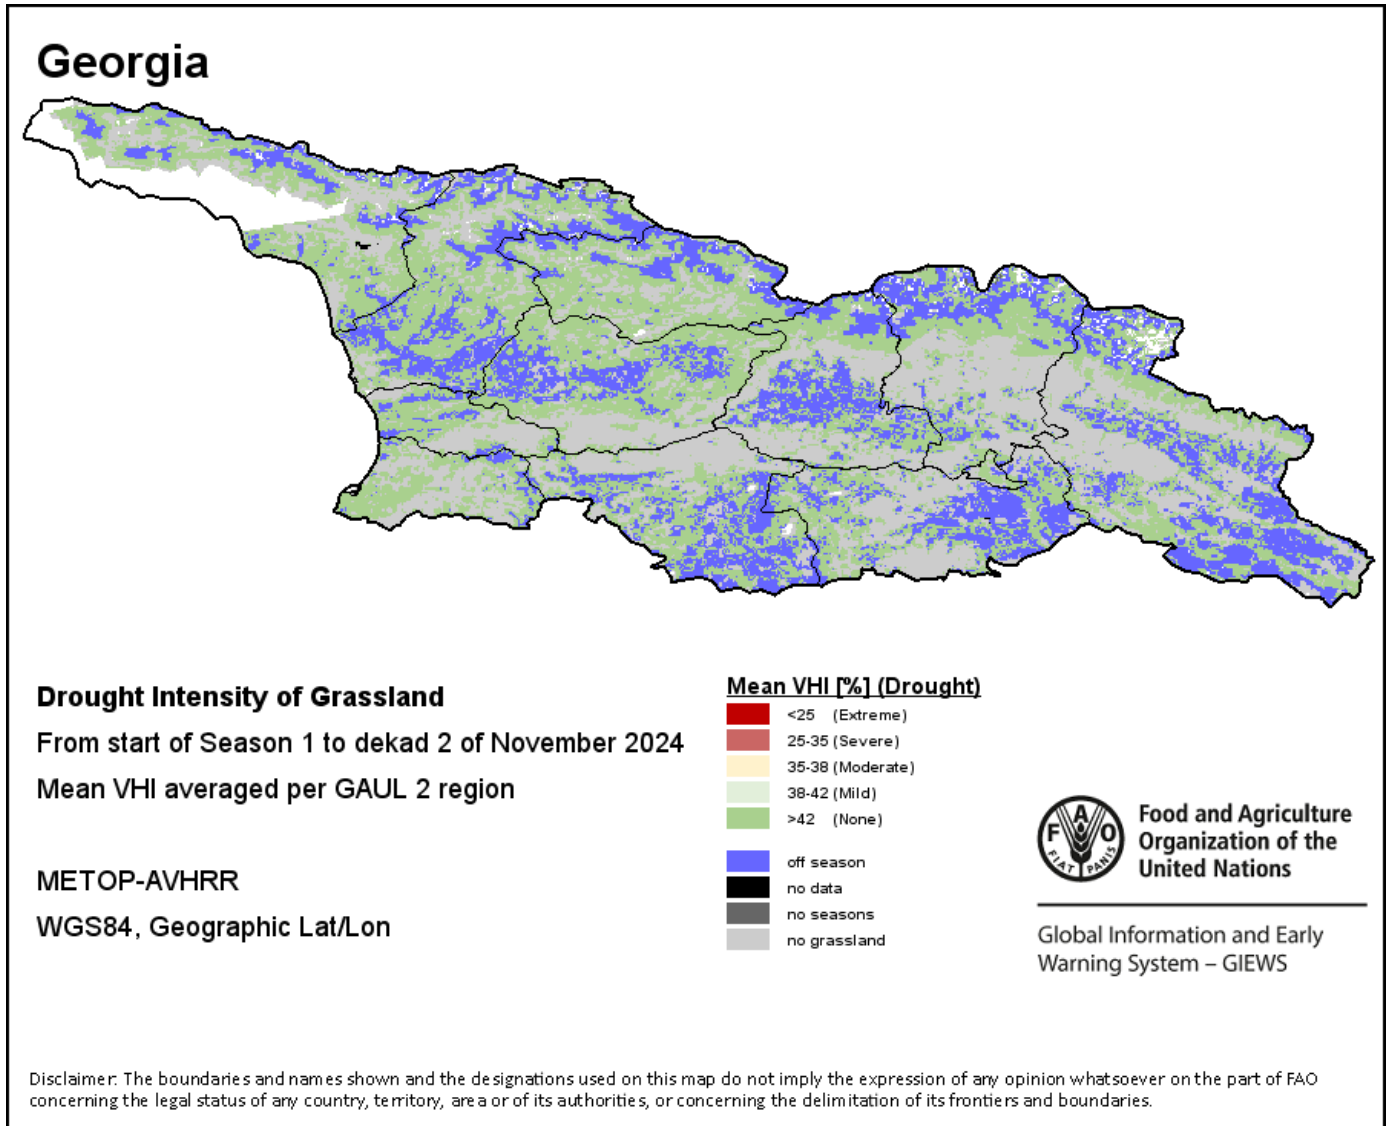 Georgia
Drought Intensity of Grassland
From start of Season 1 to dekad 2 of November 2024
Mean VHI averaged per GAUL 2 region
METOP-AVHRR
WGS84, Geographic Lat/Lon
Mean VHI [%] (Drought)
<25 (Extreme)
25-35 (Severe)
35-38 (Moderate)
38-42 (Mild)
>42 (None)
off season
no data
no seasons
no grassland
F A O
FIAT PANIS
Food and Agriculture
Organization of the
United Nations
Global Information and Early
Warning System – GIEWS
Disclaimer: The boundaries and names shown and the designations used on this map do not imply the expression of any opinion whatsoever on the part of FAO
concerning the legal status of any country, territory, area or of its authorities, or concerning the delimitation of its frontiers and boundaries.